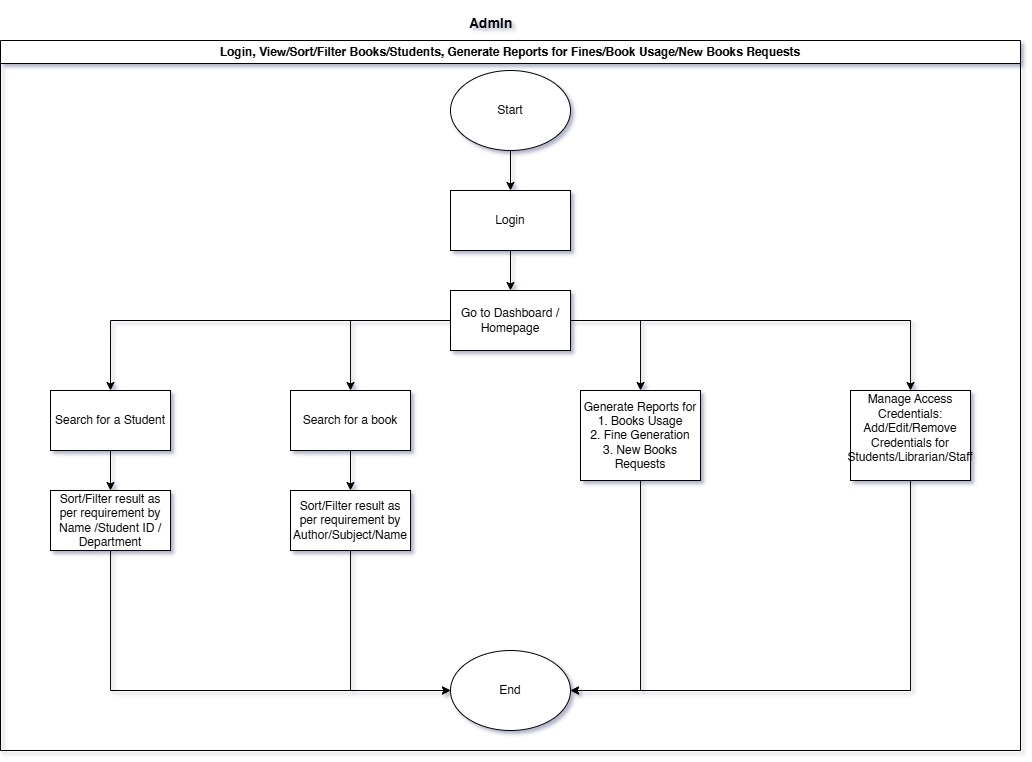 Admin
Login, View/Sort/Filter Books/Students, Generate Reports for Fines/Book Usage/New Books Requests
Start
Login
Go to Dashboard /
Homepage
Search for a Student
Search for a book
Generate Reports for
1. Books Usage
2. Fine Generation
3. New Books
Requests
Manage Access
Credentials:
Add/Edit/Remove
Credentials for
Students/Librarian/Staff
Sort/Filter result as
per requirement by
Name /Student ID /
Department
Sort/Filter result as
per requirement by
Author/Subject/Name
End